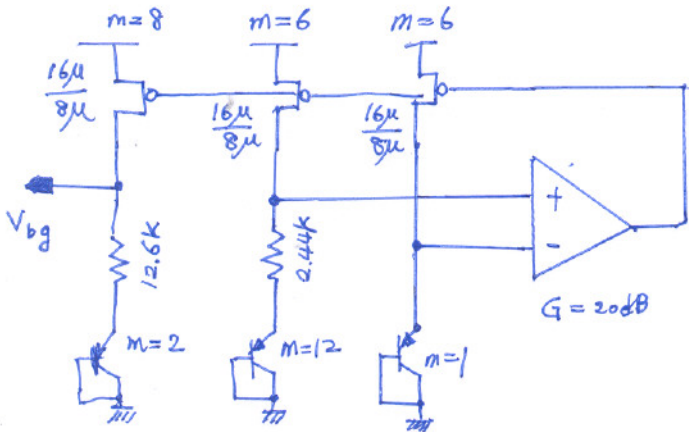 m=8
m=6
m=6
16µ
8µ
16µ
8µ
16µ
8µ
Vbg
12.6K
2.44K
+
-
G=20dB
m=2
m=12
m=1